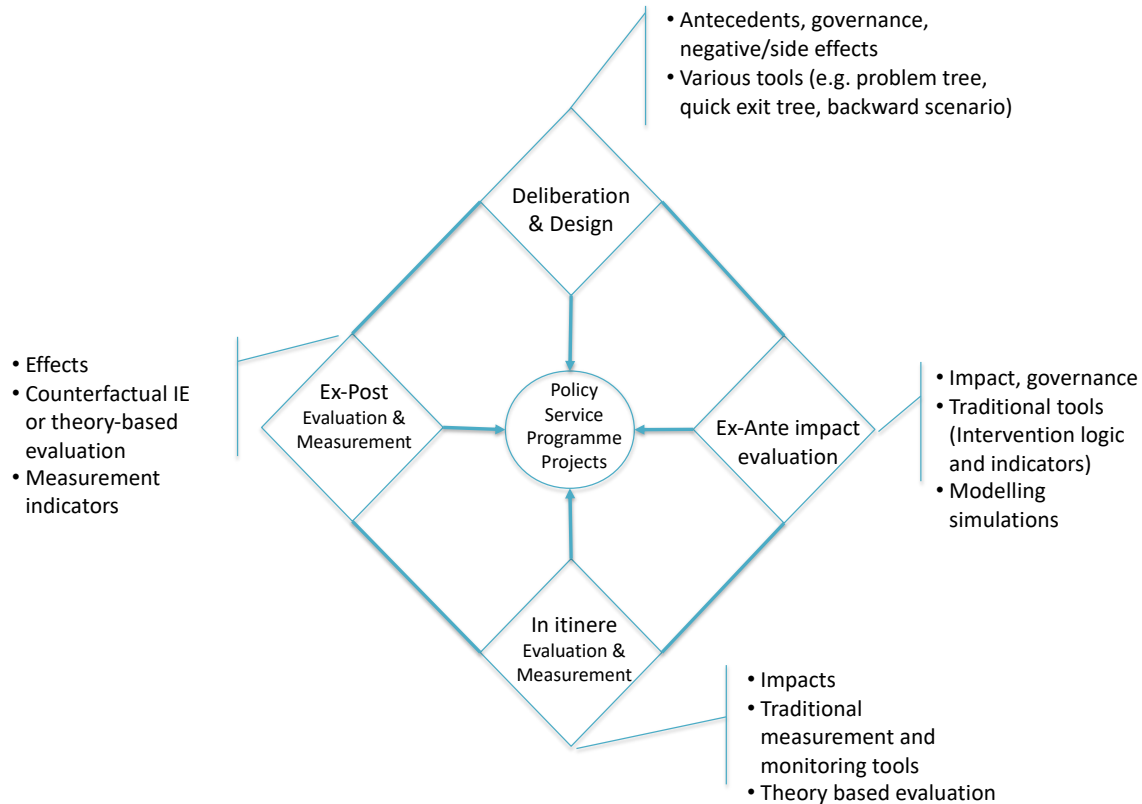 • Antecedents, governance,
negative/side effects
• Various tools (e.g. problem tree,
quick exit tree, backward scenario)
Deliberation
& Design
• Effects
• Counterfactual IE
or theory-based
evaluation
• Measurement
indicators
Ex-Post
Evaluation &
Measurement
Policy
Service
Programme
Projects
Ex-Ante impact
evaluation
• Impact, governance
• Traditional tools
(Intervention logic
and indicators)
• Modelling
simulations
In itinere
Evaluation &
Measurement
• Impacts
• Traditional
measurement and
monitoring tools
• Theory based evaluation